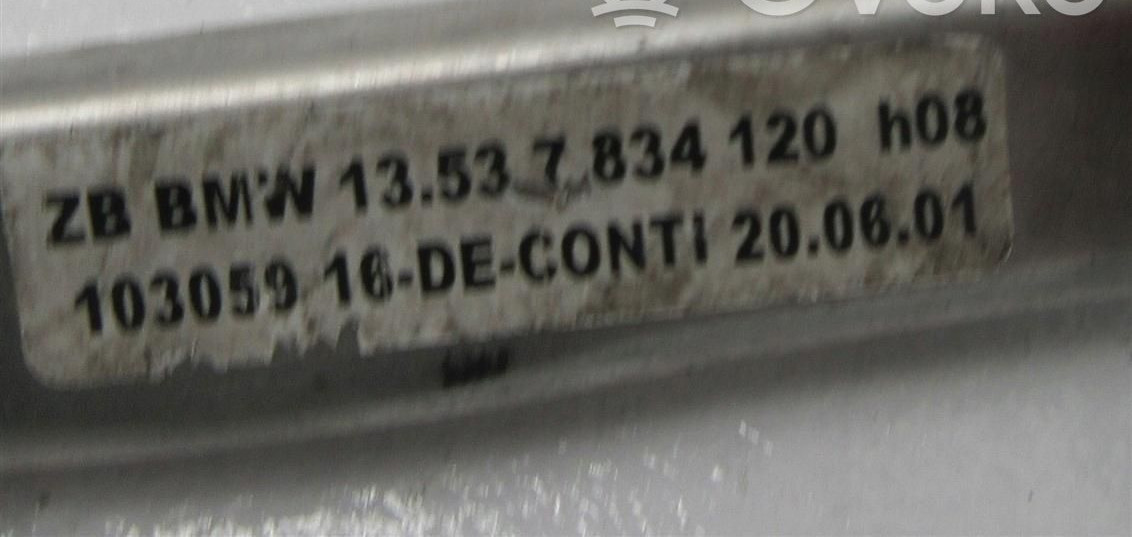 ZB BMW 13.53 7.834 120 h08
103059 16-DE-CONTi 20.06.01